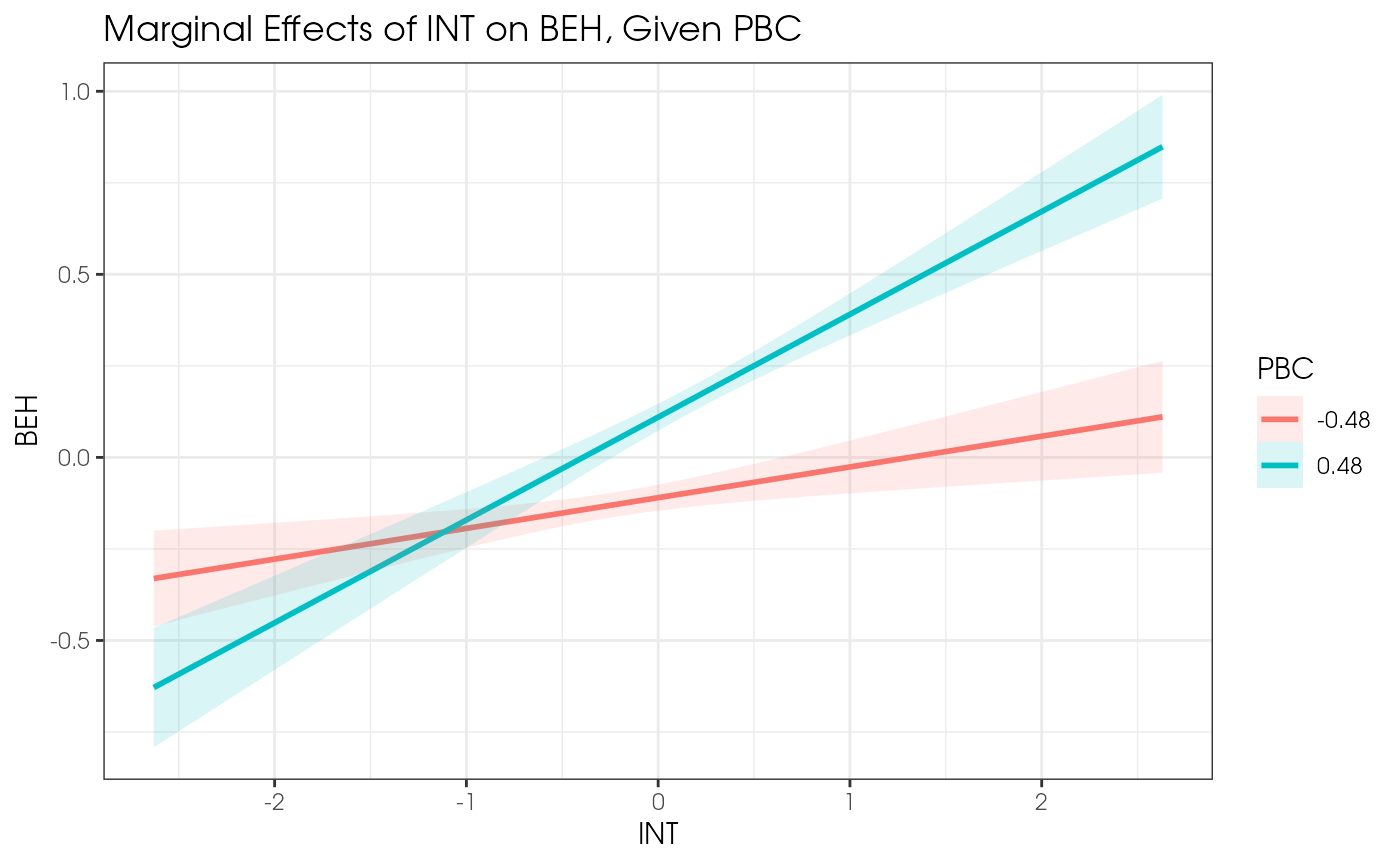 Marginal Effects of INT on BEH, Given PBC
1.0
0.5
0.0
-0.5
BEH
-2 -1 0 1 2
INT
PBC
-0.48
0.48